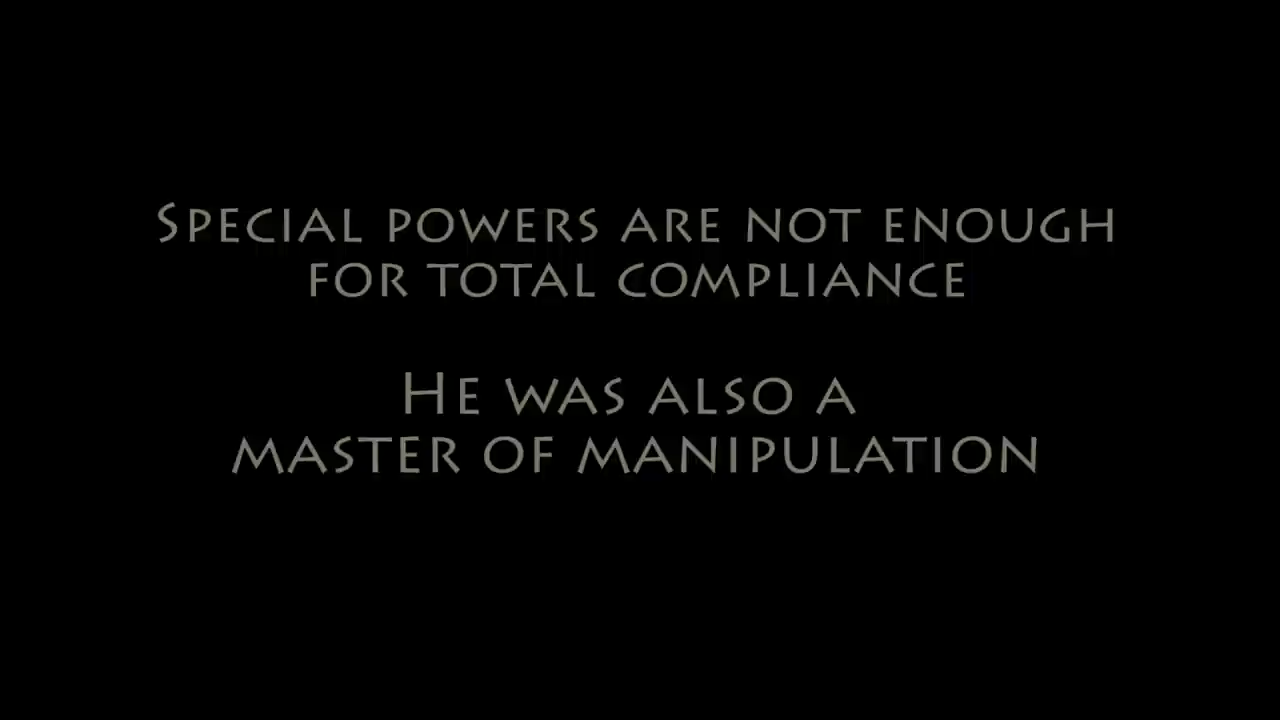 Special powers are not enough
for total compliance
He was also a
master of manipulation